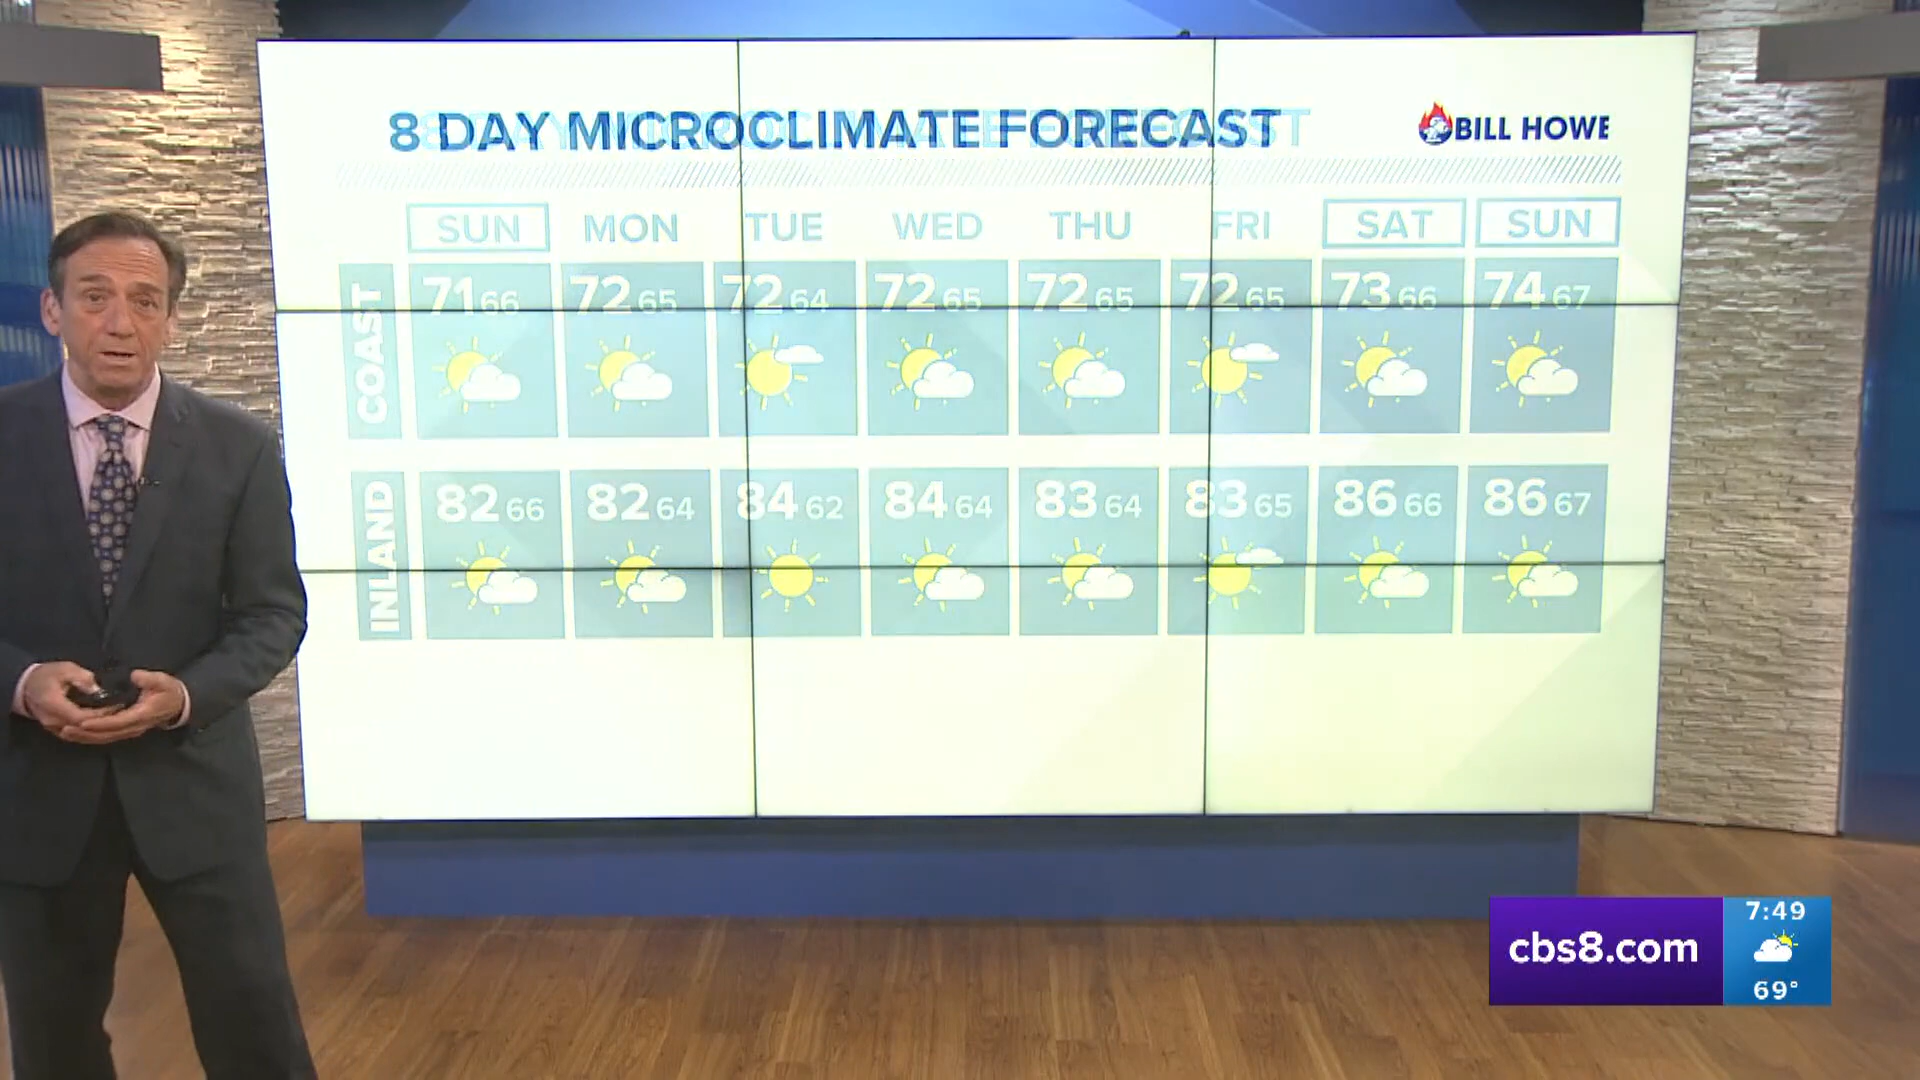 8 DAY MICROCLIMATE FORECAST
BILL HOWE
SUN MON TUE WED THU FRI SAT SUN
COAST
71 66 72 65 72 64 72 65 72 65 72 65 73 66 74 67
INLAND
82 66 82 64 84 62 84 64 83 64 83 65 86 66 86 67
cbs8.com
7:49
69°